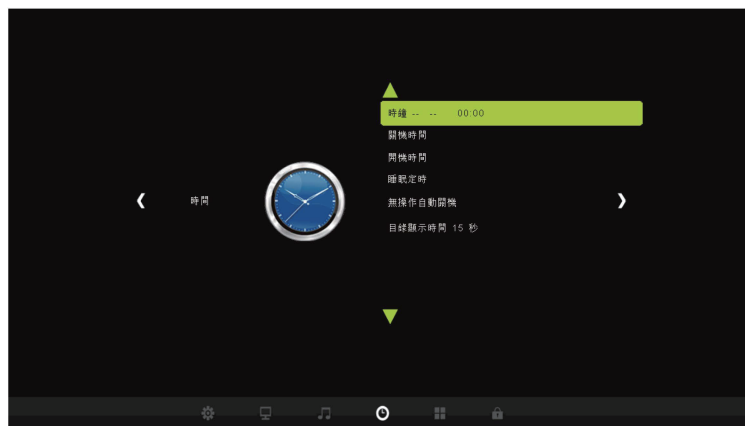 時間
時鐘 -- -- 00:00
關機時間
開機時間
睡眠定時
無操作自動關機
目錄顯示時間 15 秒